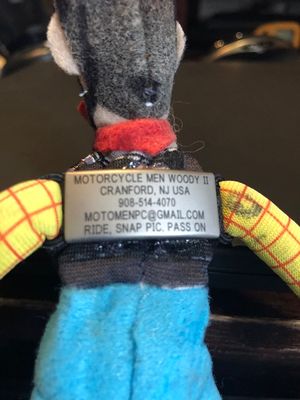 MOTORCYCLE MEN WOODY II
CRANFORD, NJ USA
908-514-4070
MOTOMENPC@GMAIL.COM
RIDE, SNAP PIC. PASS ON